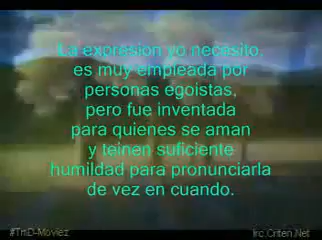 La expresion yo necesito,
es muy empleada por
personas egoistas,
pero fue inventada
para quienes se aman
y teinen suficiente
humildad para pronunciarla
de vez en cuando.
#TmD-Moviez
Irc.Criten.Net